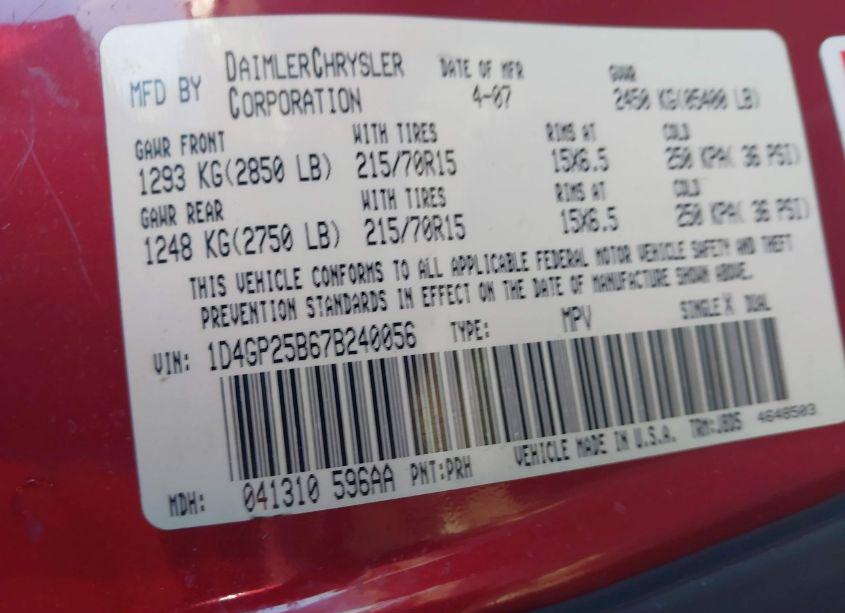 MFD BY DAIMLERCHRYSLER CORPORATION DATE OF MFR 4-07 GVWR 2450 KG(05400 LB)
GAWR FRONT WITH TIRES RIMS AT COLD
1293 KG(2850 LB) 215/70R15 15X6.5 250 KPA( 36 PSI)
GAWR REAR WITH TIRES RIMS AT COLD
1248 KG(2750 LB) 215/70R15 15X6.5 250 KPA( 36 PSI)
THIS VEHICLE CONFORMS TO ALL APPLICABLE FEDERAL MOTOR VEHICLE SAFETY AND THEFT
PREVENTION STANDARDS IN EFFECT ON THE DATE OF MANUFACTURE SHOWN ABOVE.
VIN: 1D4GP25B67B240056 TYPE: MPV SINGLE X DUAL
VEHICLE MADE IN U.S.A. TRM:J8D5 4648503
MDH: 041310 596AA PNT:PRH